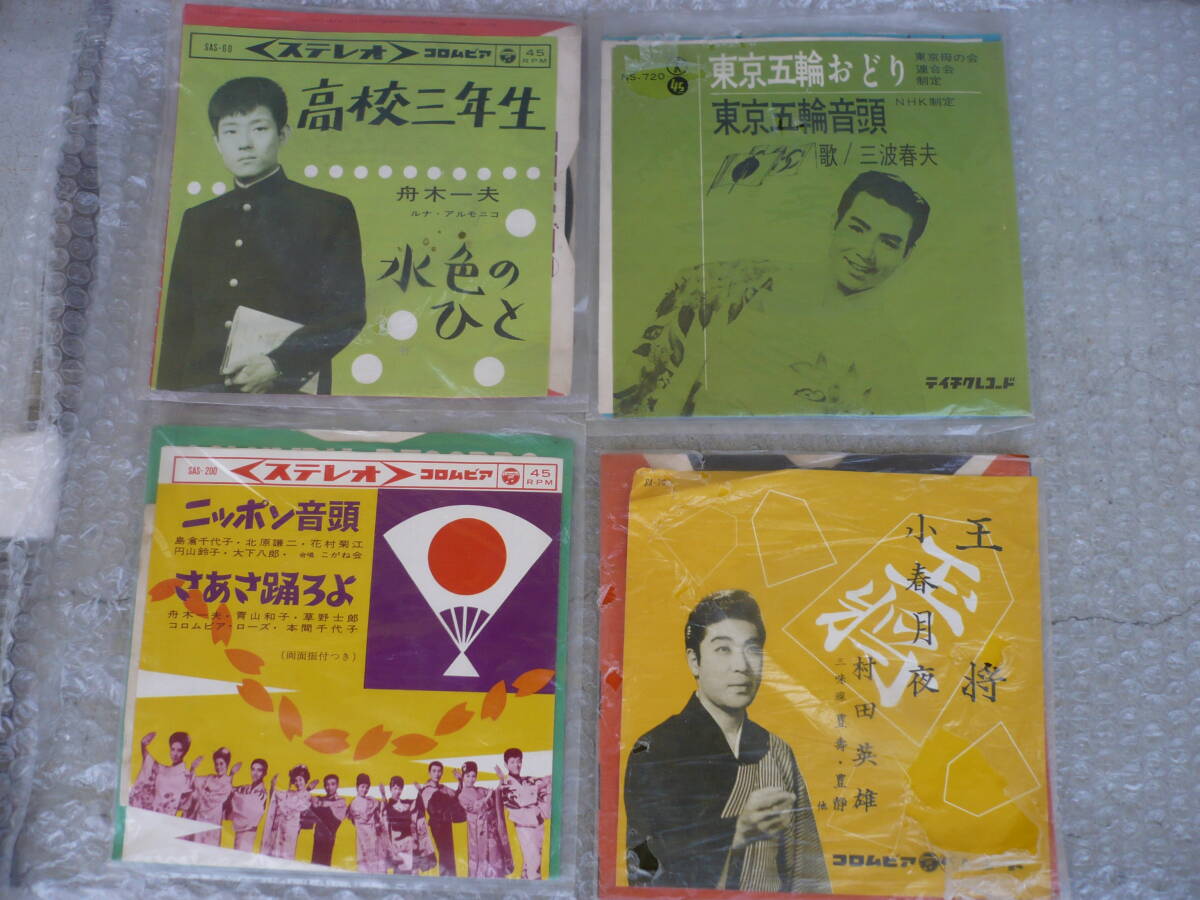 SAS-60
ステレオ
コロムビア
45
RPM
高校三年生
舟木一夫
ルナ・アルモニコ
水色の
ひと
NS-720
45
東京五輪おどり
東京母の会
連合会
制定
東京五輪音頭
NHK制定
歌/三波春夫
テイチクレコード
SAS-200
ステレオ
コロムビア
45
RPM
ニッポン音頭
島倉千代子・北原謙二・花村菊江
円山鈴子・大下八郎・合唱 こがね会
さあさ踊ろよ
舟木一夫・青山和子・草野士郎
コロムビア・ローズ・本間千代子
(両面振付つき)
王将
小春月夜
村田英雄
三味線 豊寿・豊静
他
コロムビア